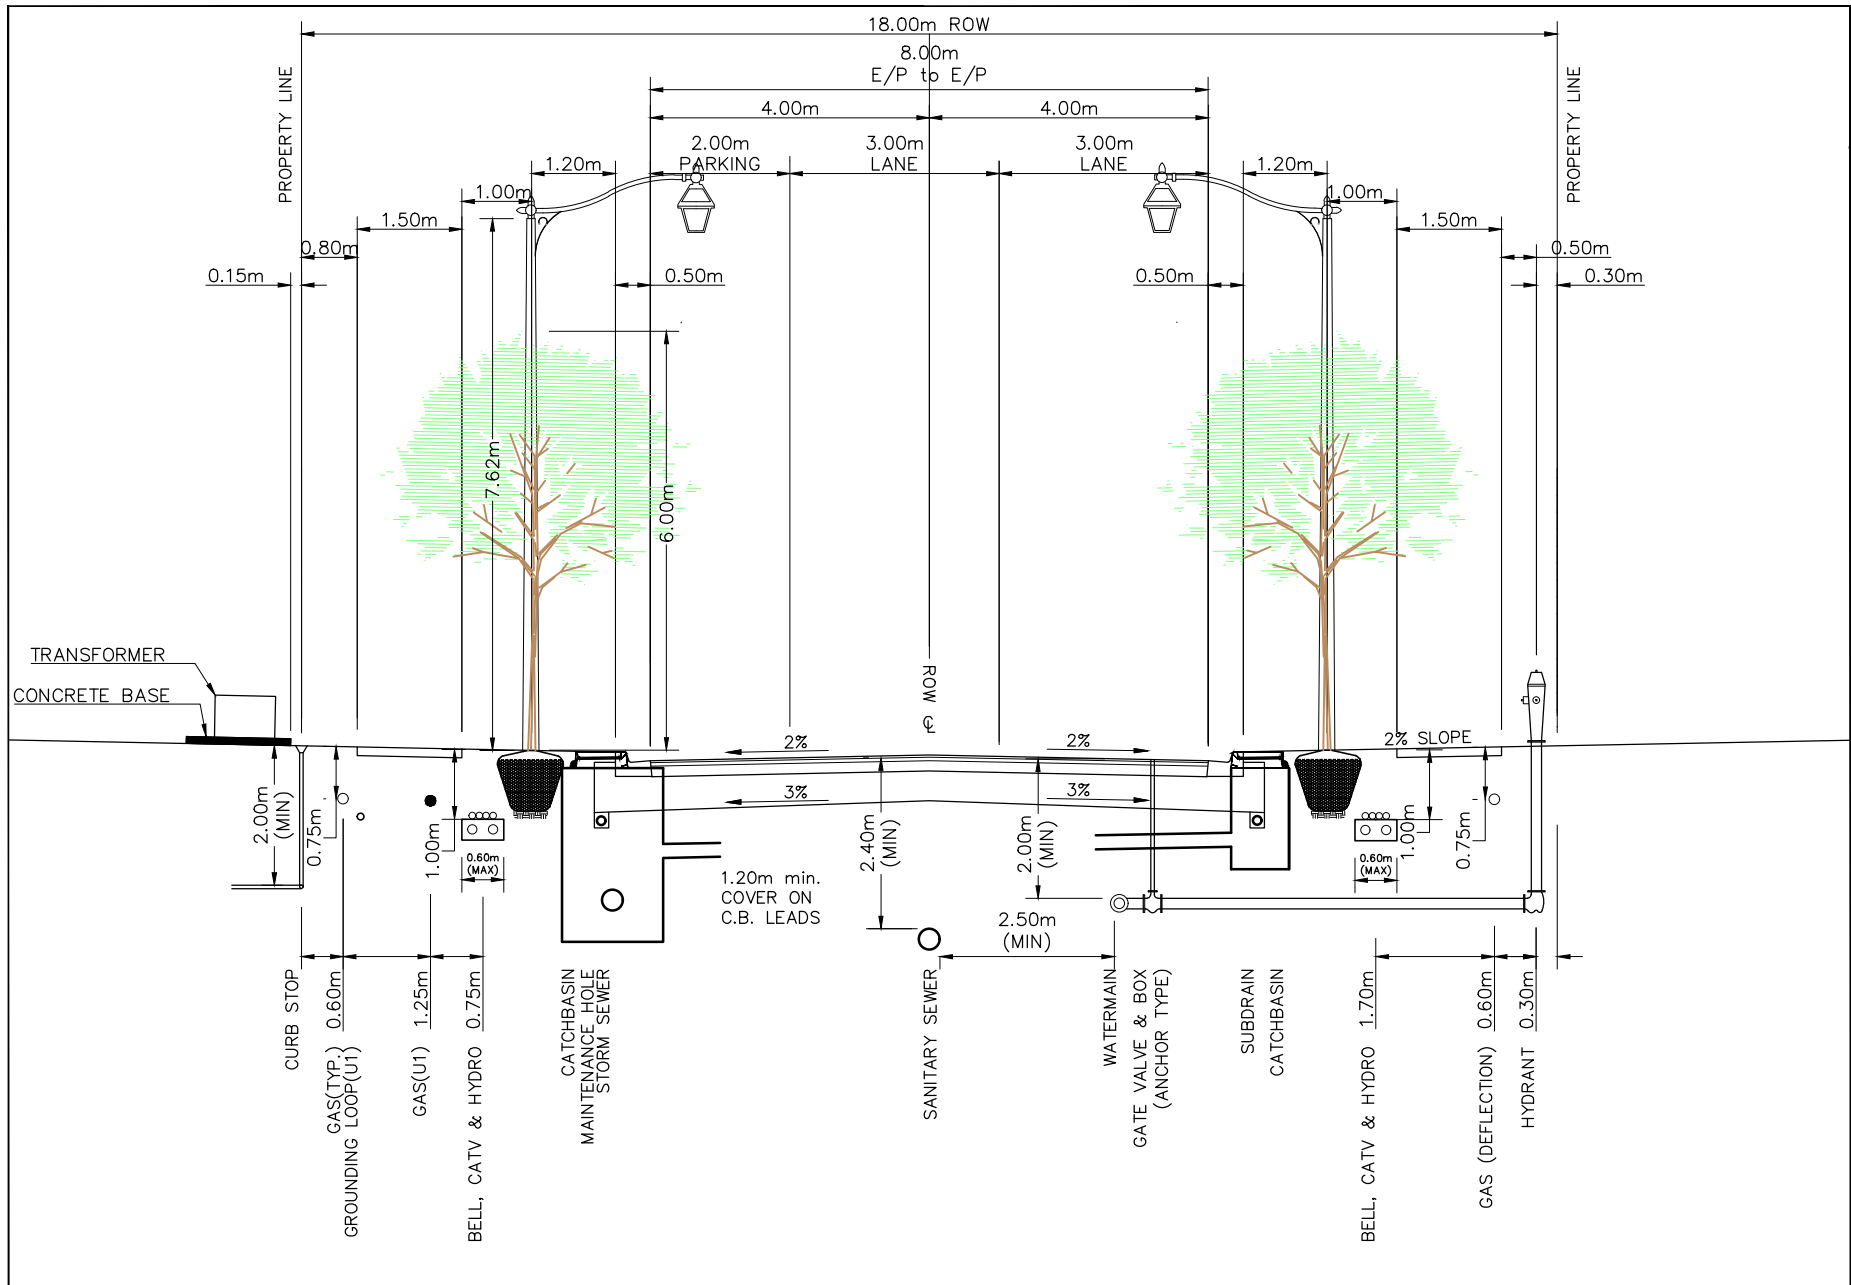 18.00m ROW
8.00m
E/P to E/P
4.00m
4.00m
PROPERTY LINE
PROPERTY LINE
1.20m
2.00m
PARKING
3.00m
LANE
3.00m
LANE
1.20m
1.00m
1.00m
1.50m
1.50m
0.80m
0.50m
0.15m
0.50m
0.50m
0.30m
7.62m
6.00m
TRANSFORMER
CONCRETE BASE
ROW ℄
2%
2%
2% SLOPE
3%
3%
2.00m
(MIN)
0.75m
1.00m
0.60m
(MAX)
2.40m
(MIN)
2.00m
(MIN)
0.60m
(MAX)
1.00m
0.75m
1.20m min.
COVER ON
C.B. LEADS
2.50m
(MIN)
CURB STOP
GAS(TYP.) 0.60m
GROUNDING LOOP(U1)
GAS(U1) 1.25m
BELL, CATV & HYDRO 0.75m
CATCHBASIN
MAINTENANCE HOLE
STORM SEWER
SANITARY SEWER
WATERMAIN
GATE VALVE & BOX
(ANCHOR TYPE)
SUBDRAIN
CATCHBASIN
BELL, CATV & HYDRO 1.70m
GAS (DEFLECTION) 0.60m
HYDRANT 0.30m